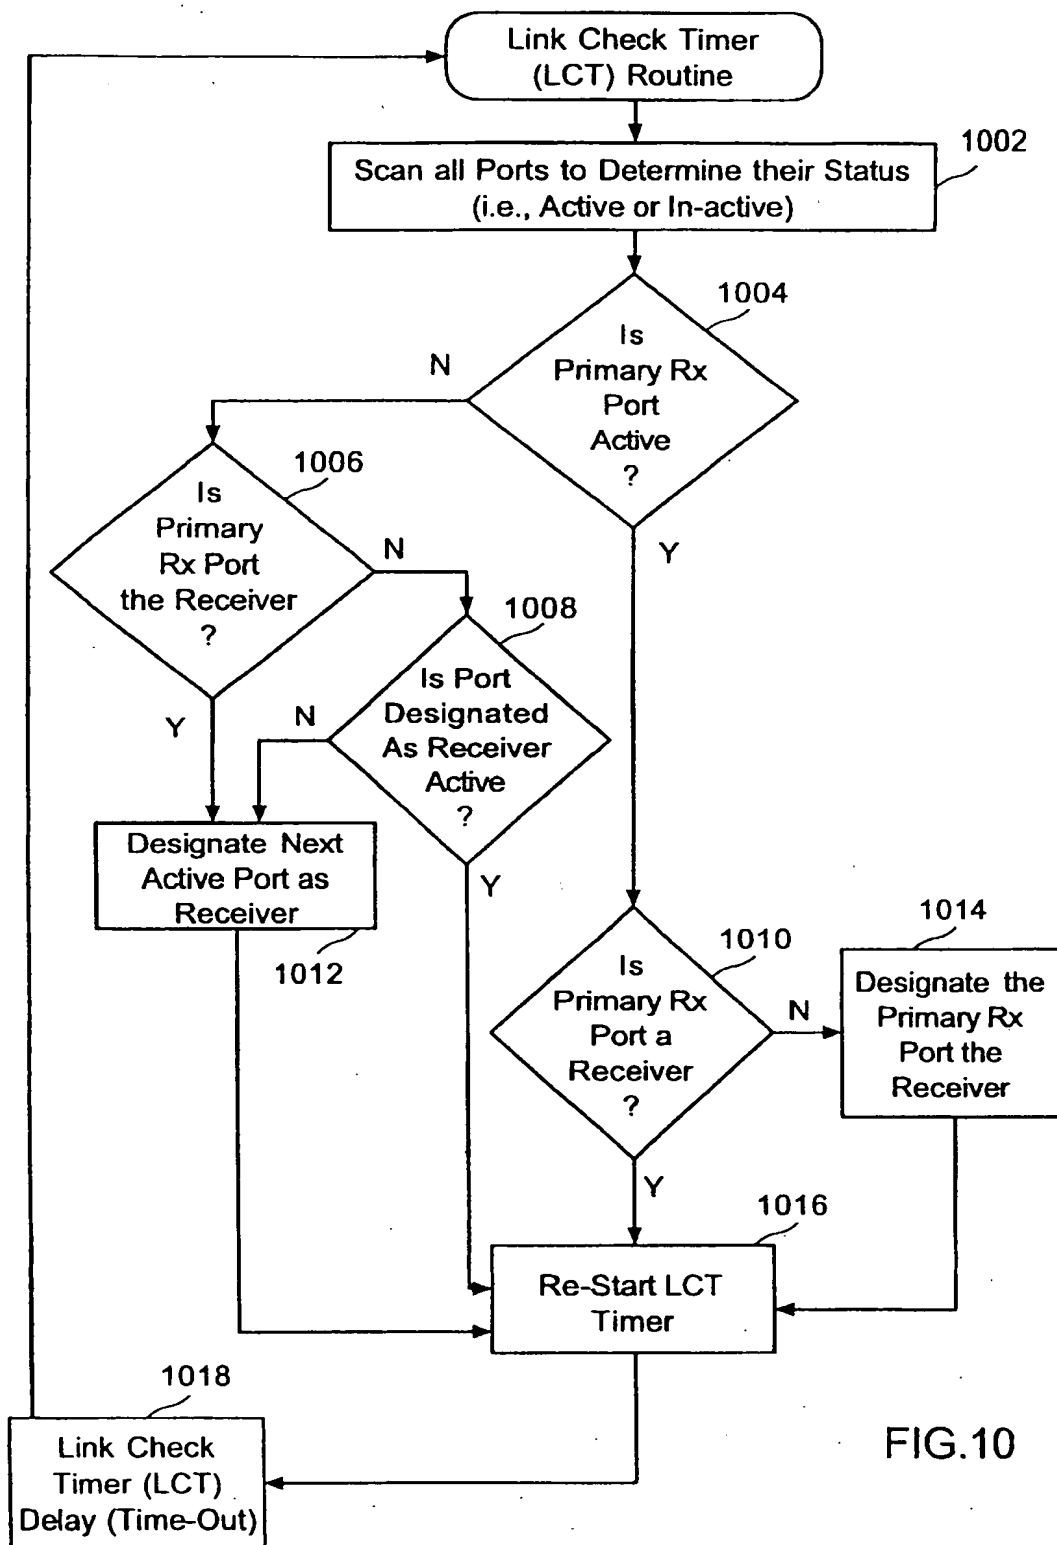 Link Check Timer
(LCT) Routine
1002
Scan all Ports to Determine their Status
(i.e., Active or In-active)
1004
Is
Primary Rx
Port
Active
?
N
Y
1006
Is
Primary
Rx Port
the Receiver
?
N
Y
1008
Is Port
Designated
As Receiver
Active
?
N
Y
Designate Next
Active Port as
Receiver
1012
1010
Is
Primary Rx
Port a
Receiver
?
N
Y
1014
Designate the
Primary Rx
Port the
Receiver
1016
Re-Start LCT
Timer
1018
Link Check
Timer (LCT)
Delay (Time-Out)
FIG.10